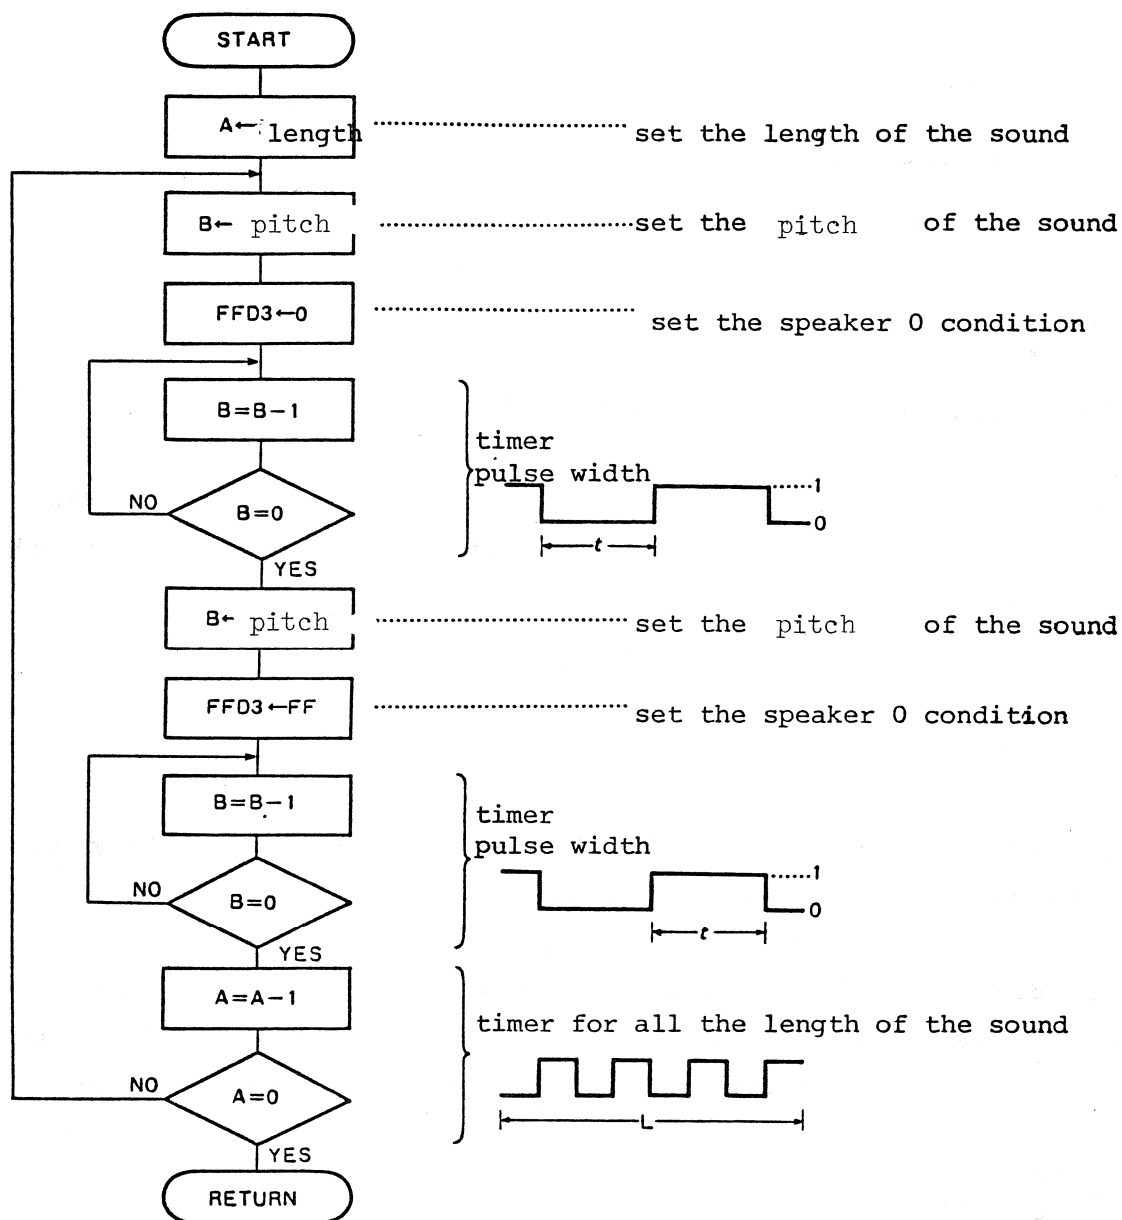 START
A← length
set the length of the sound
B← pitch
set the pitch of the sound
FFD3←0
set the speaker 0 condition
B=B-1
timer
pulse width
1
0
t
NO
B=0
YES
B← pitch
set the pitch of the sound
FFD3←FF
set the speaker 0 condition
B=B-1
timer
pulse width
1
0
t
NO
B=0
YES
A=A-1
timer for all the length of the sound
L
NO
A=0
YES
RETURN